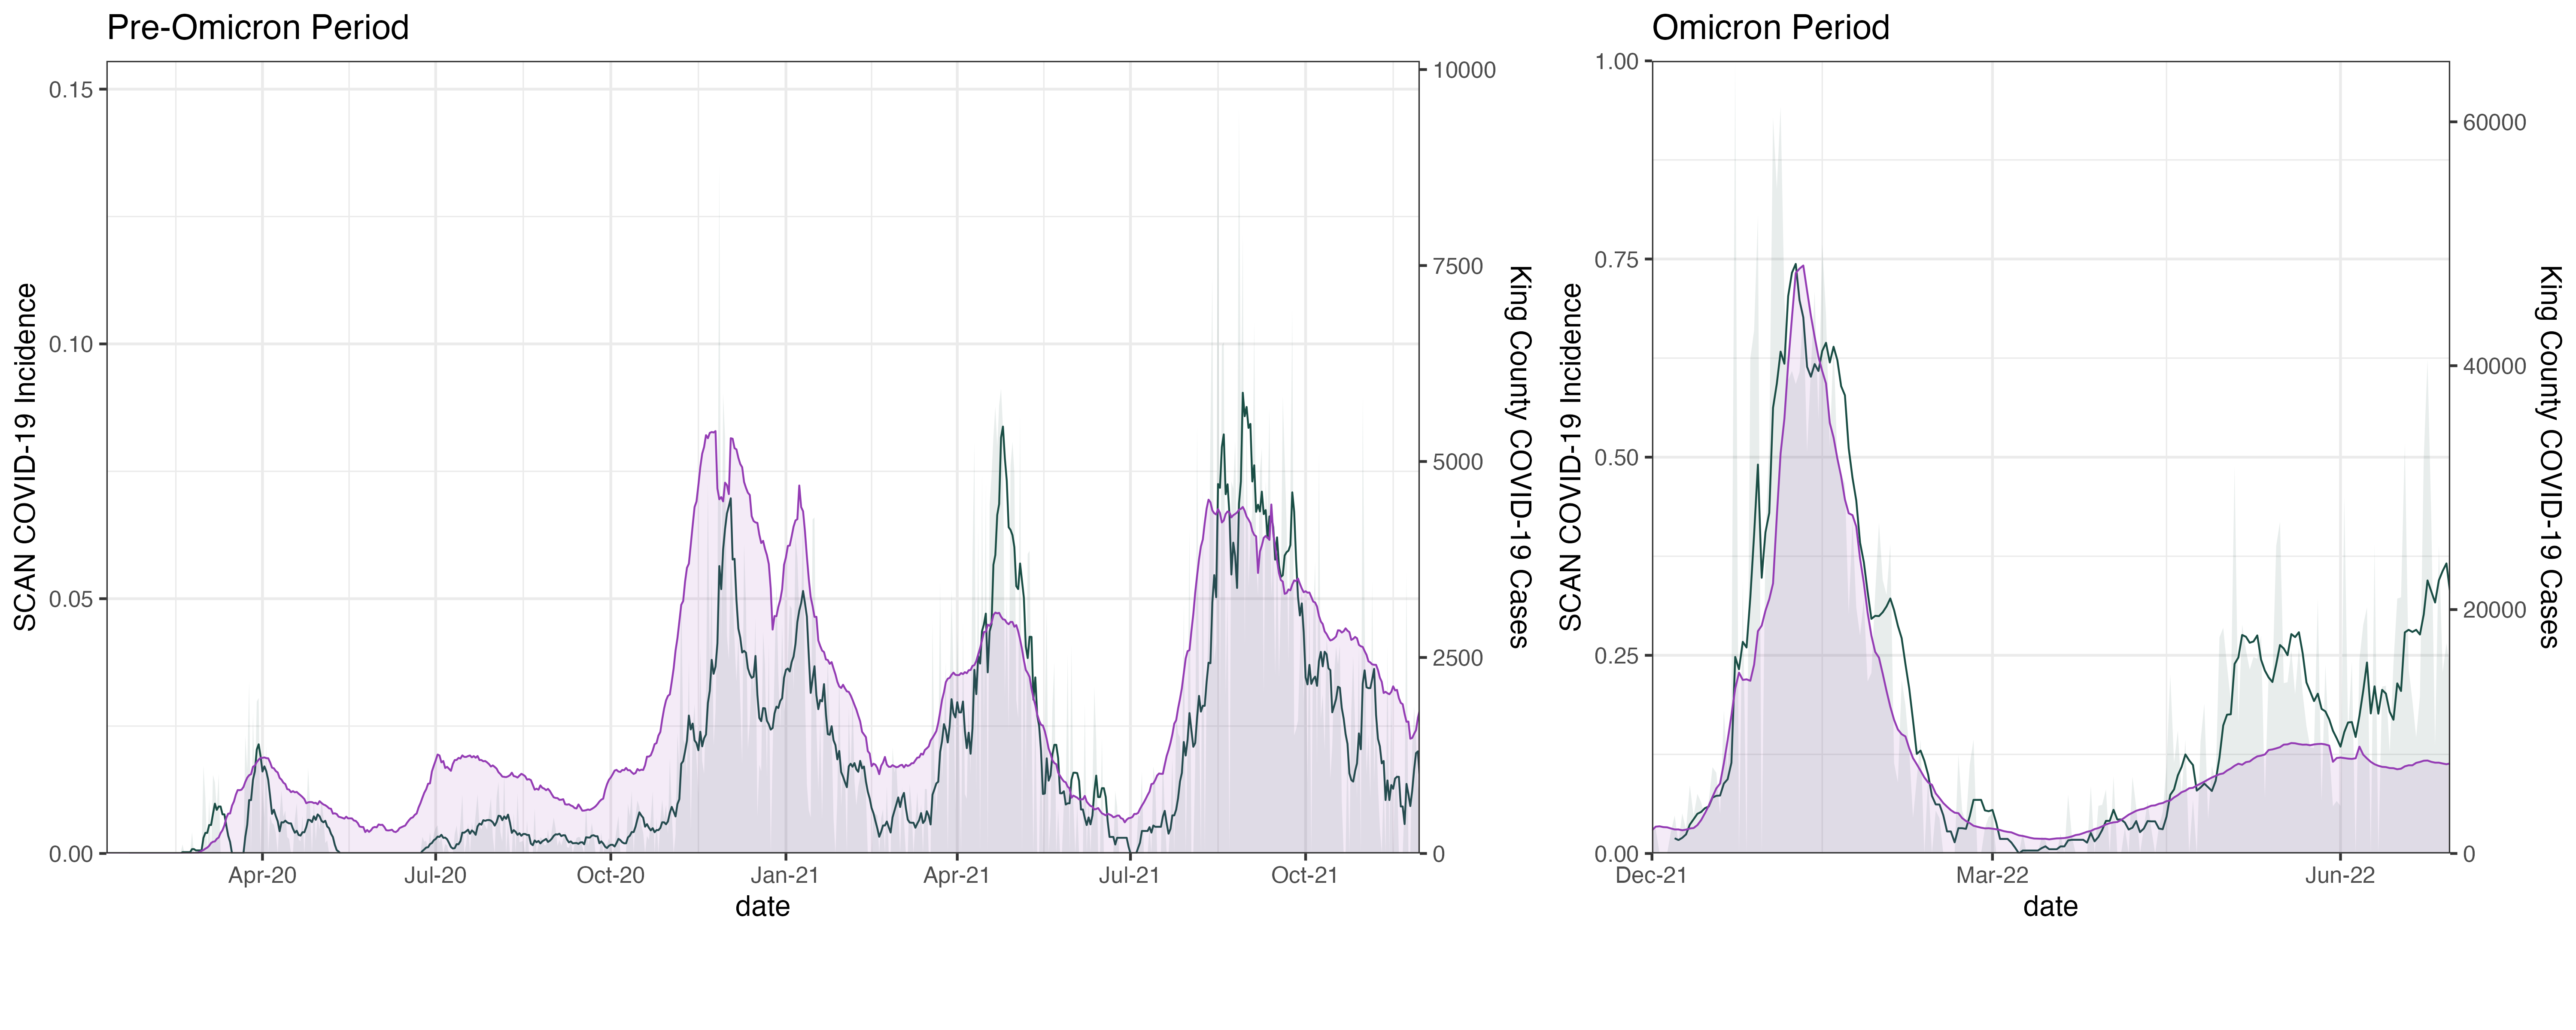 Pre-Omicron Period
0.15
0.10
0.05
0.00
SCAN COVID-19 Incidence
10000
7500
5000
2500
0
King County COVID-19 Cases
Apr-20
Jul-20
Oct-20
Jan-21
Apr-21
Jul-21
Oct-21
date
Omicron Period
1.00
0.75
0.50
0.25
0.00
SCAN COVID-19 Incidence
60000
40000
20000
0
King County COVID-19 Cases
Dec-21
Mar-22
Jun-22
date